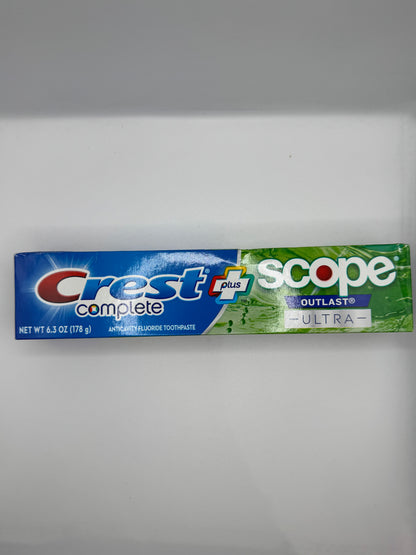 Crest
complete
plus
scope®
OUTLAST®
-ULTRA-
NET WT 6.3 OZ (178 g)
ANTICAVITY FLUORIDE TOOTHPASTE